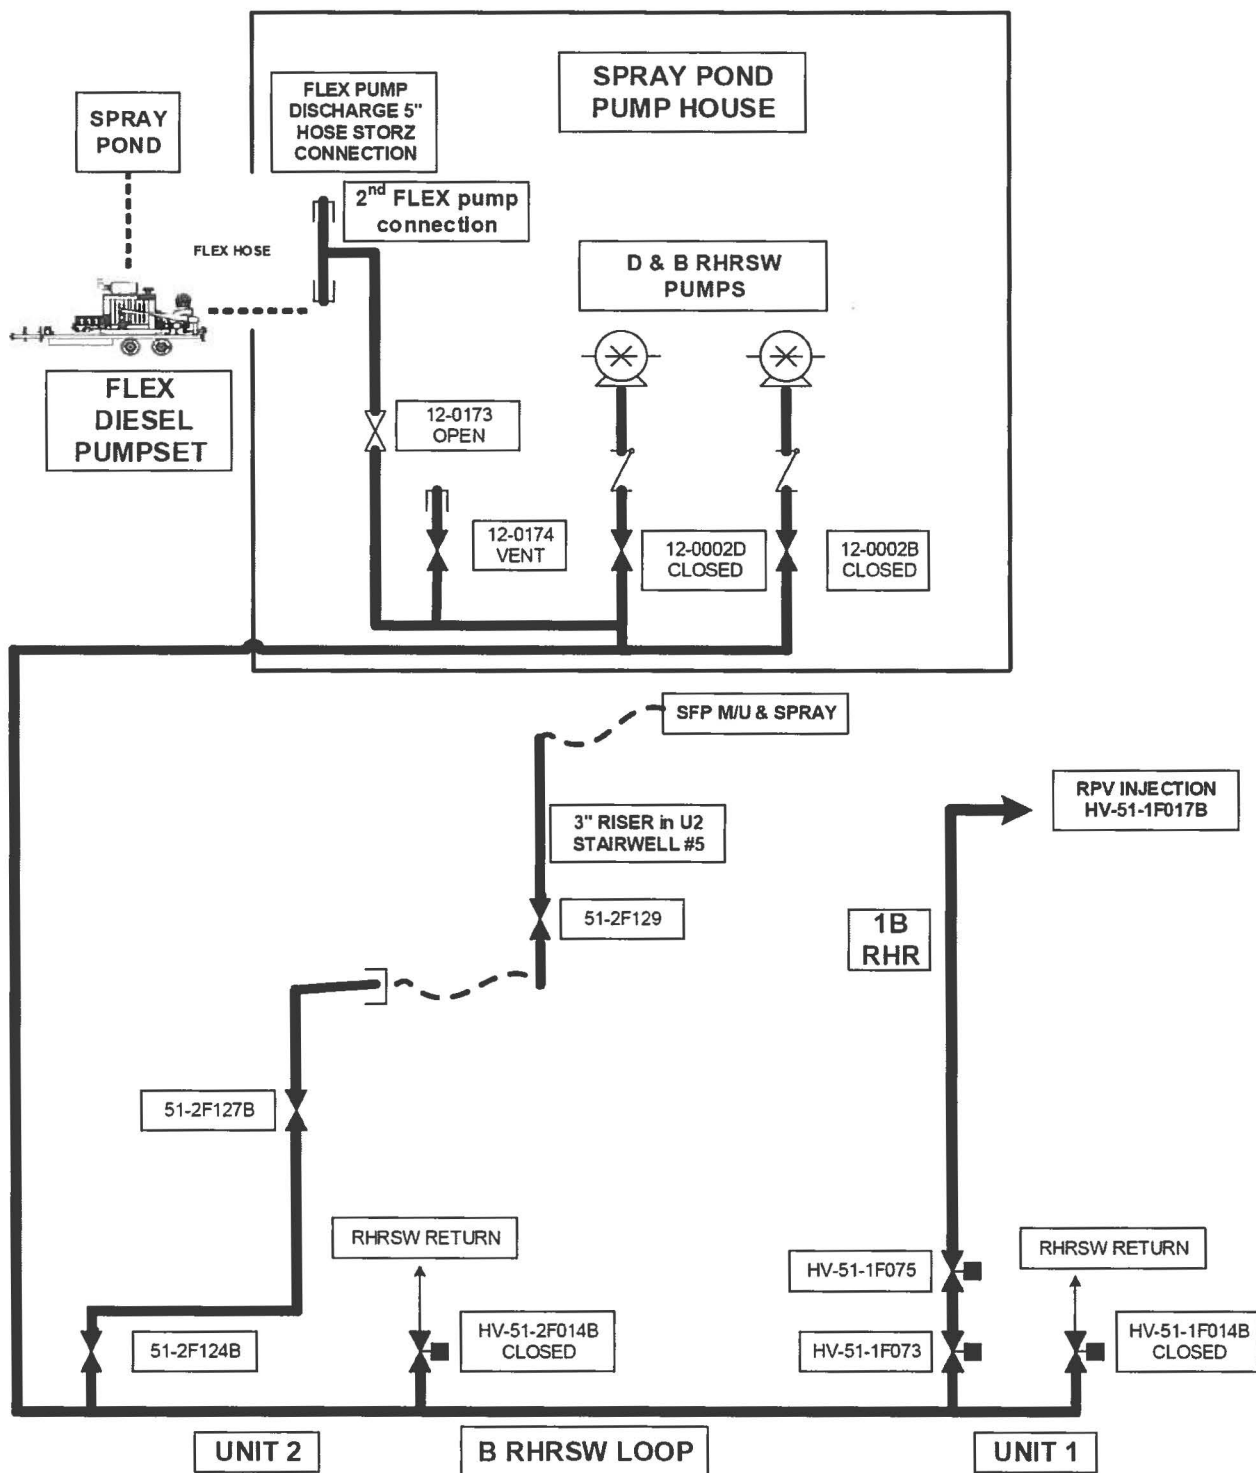 SPRAY POND
PUMP HOUSE
FLEX PUMP
DISCHARGE 5"
HOSE STORZ
CONNECTION
SPRAY
POND
2nd FLEX pump
connection
FLEX HOSE
D & B RHRSW
PUMPS
FLEX
DIESEL
PUMPSET
12-0173
OPEN
12-0174
VENT
12-0002D
CLOSED
12-0002B
CLOSED
SFP M/U & SPRAY
RPV INJECTION
HV-51-1F017B
3" RISER in U2
STAIRWELL #5
51-2F129
1B
RHR
51-2F127B
RHRSW RETURN
RHRSW RETURN
HV-51-1F075
51-2F124B
HV-51-2F014B
CLOSED
HV-51-1F073
HV-51-1F014B
CLOSED
UNIT 2
B RHRSW LOOP
UNIT 1